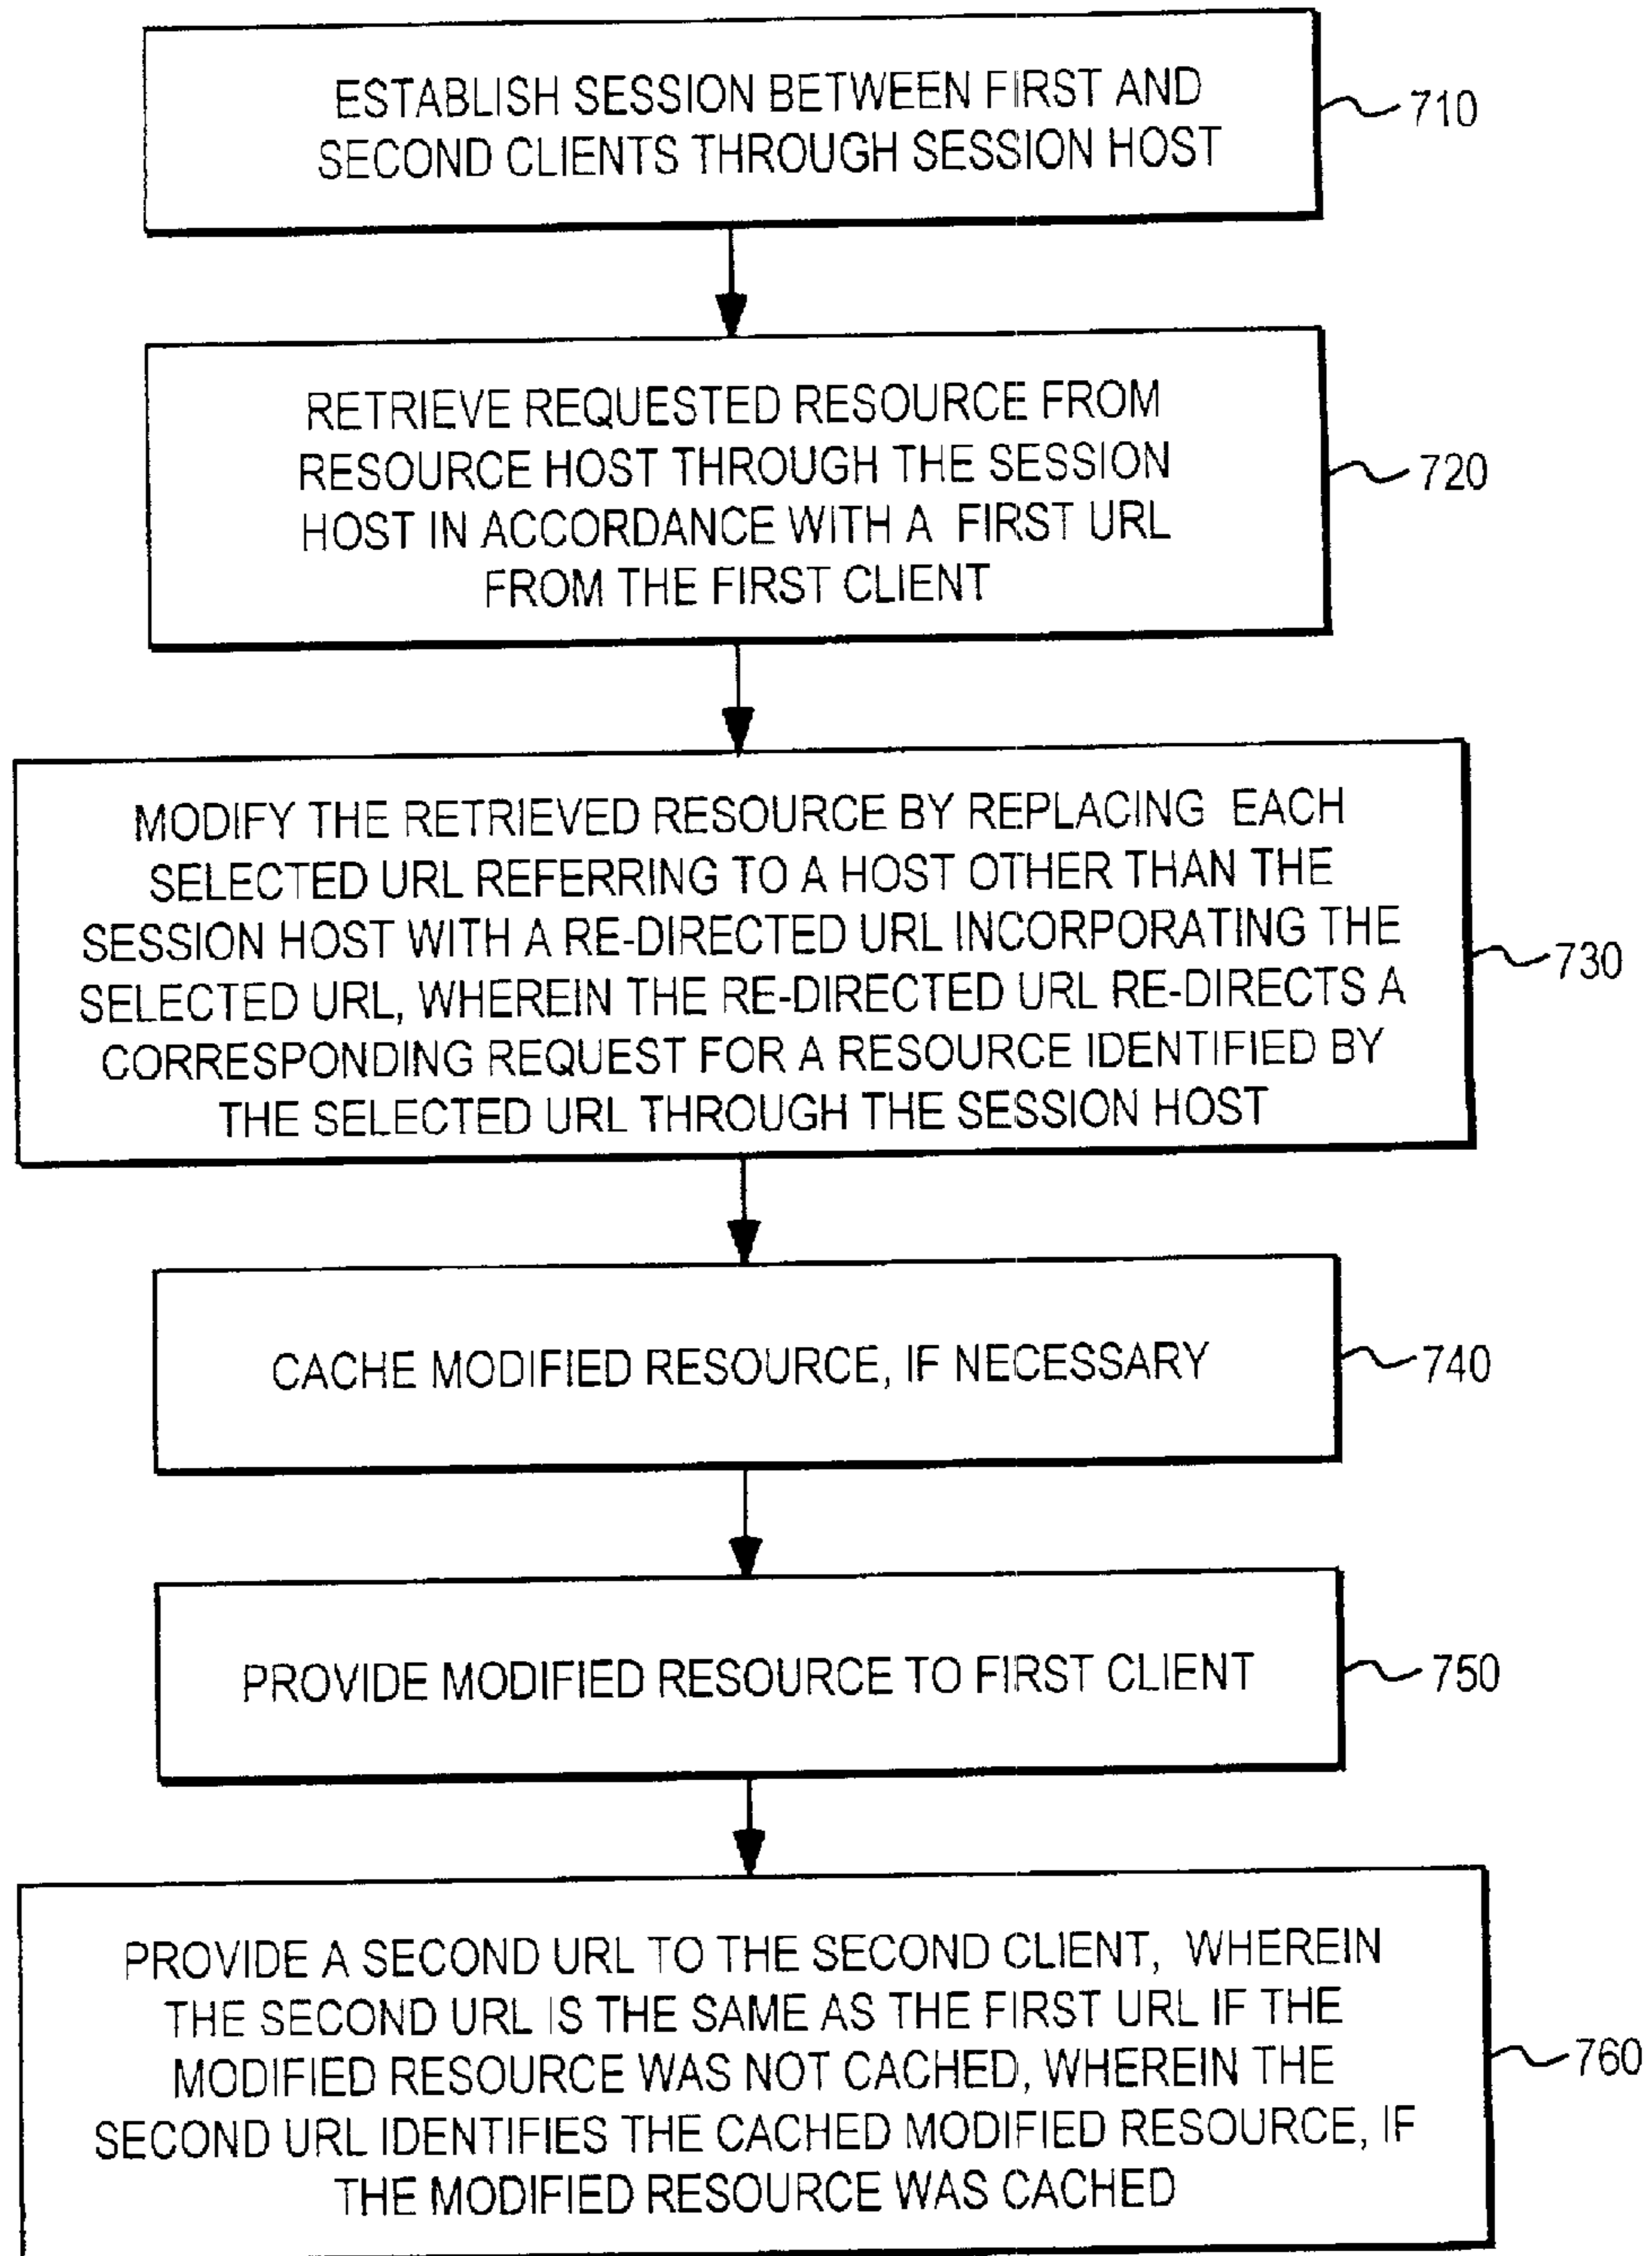 ESTABLISH SESSION BETWEEN FIRST AND
SECOND CLIENTS THROUGH SESSION HOST
710
RETRIEVE REQUESTED RESOURCE FROM
RESOURCE HOST THROUGH THE SESSION
HOST IN ACCORDANCE WITH A FIRST URL
FROM THE FIRST CLIENT
720
MODIFY THE RETRIEVED RESOURCE BY REPLACING EACH
SELECTED URL REFERRING TO A HOST OTHER THAN THE
SESSION HOST WITH A RE-DIRECTED URL INCORPORATING THE
SELECTED URL, WHEREIN THE RE-DIRECTED URL RE-DIRECTS A
CORRESPONDING REQUEST FOR A RESOURCE IDENTIFIED BY
THE SELECTED URL THROUGH THE SESSION HOST
730
CACHE MODIFIED RESOURCE, IF NECESSARY
740
PROVIDE MODIFIED RESOURCE TO FIRST CLIENT
750
PROVIDE A SECOND URL TO THE SECOND CLIENT, WHEREIN
THE SECOND URL IS THE SAME AS THE FIRST URL IF THE
MODIFIED RESOURCE WAS NOT CACHED, WHEREIN THE
SECOND URL IDENTIFIES THE CACHED MODIFIED RESOURCE, IF
THE MODIFIED RESOURCE WAS CACHED
760